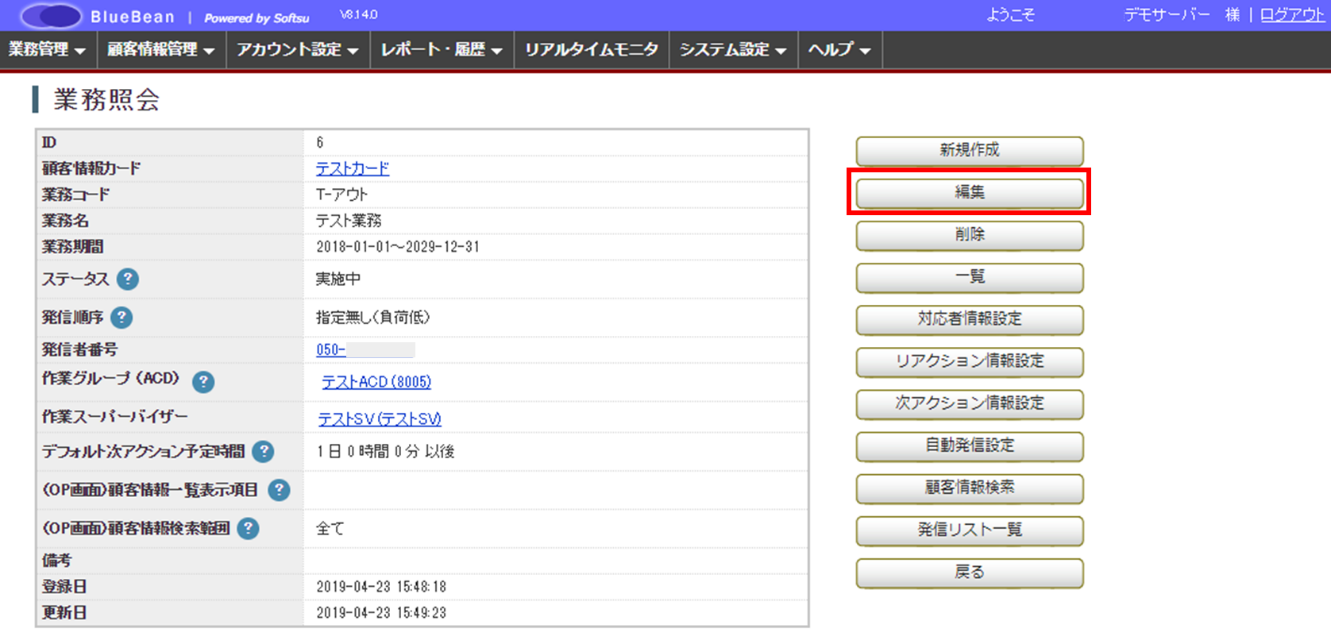 BlueBean | Powered by Softsu V8.14.0 ようこそ デモサーバー 様 | ログアウト
業務管理 顧客情報管理 アカウント設定 レポート・履歴 リアルタイムモニタ システム設定 ヘルプ
業務照会
ID 6
顧客情報カード テストカード
業務コード T-アウト
業務名 テスト業務
業務期間 2018-01-01～2029-12-31
ステータス ? 実施中
発信順序 ? 指定無し(負荷低)
発信者番号 050-
作業グループ(ACD) ? テストACD(8005)
作業スーパーバイザー テストSV(テストSV)
デフォルト次アクション予定時間 ? 1 日 0 時間 0 分 以後
(OP画面)顧客情報一覧表示項目 ?
(OP画面)顧客情報検索範囲 ? 全て
備考
登録日 2019-04-23 15:48:18
更新日 2019-04-23 15:49:23
新規作成
編集
削除
一覧
対応者情報設定
リアクション情報設定
次アクション情報設定
自動発信設定
顧客情報検索
発信リスト一覧
戻る